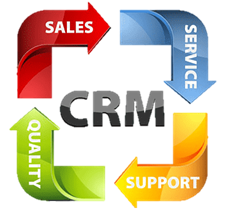 SALES
SERVICE
CRM
QUALITY
SUPPORT